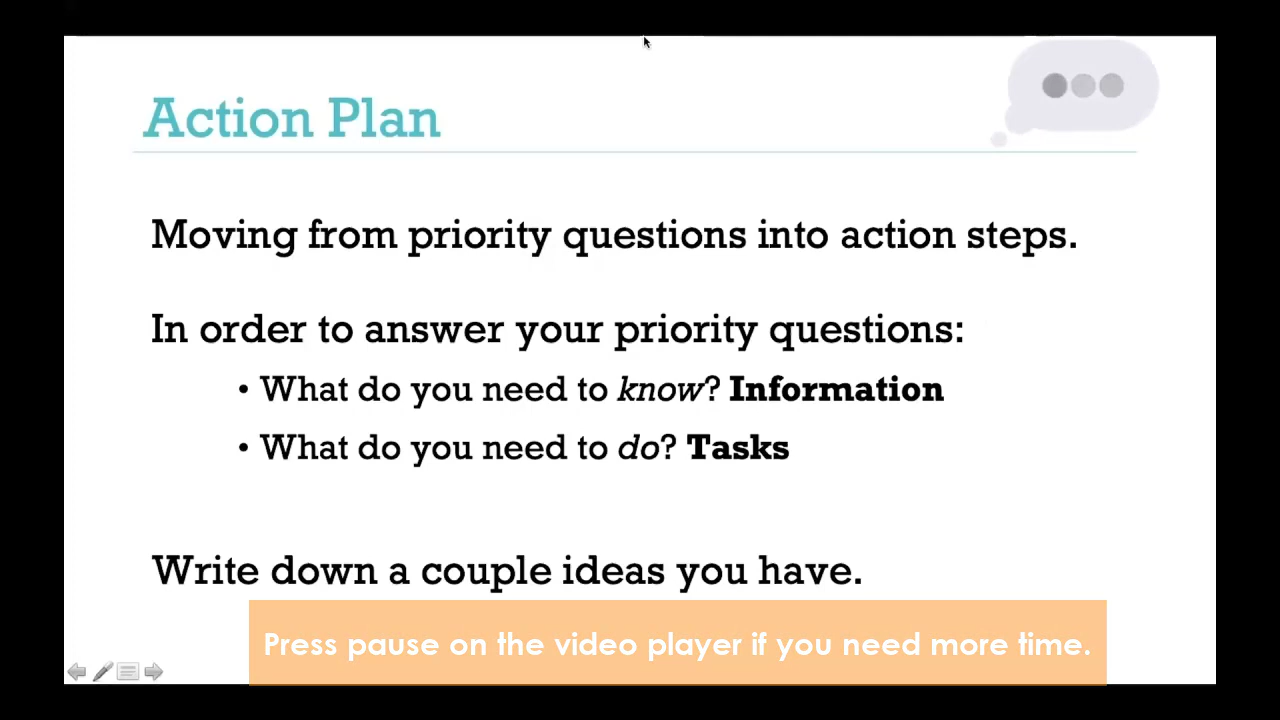 Action Plan
Moving from priority questions into action steps.
In order to answer your priority questions:
• What do you need to know? Information
• What do you need to do? Tasks
Write down a couple ideas you have.
Press pause on the video player if you need more time.